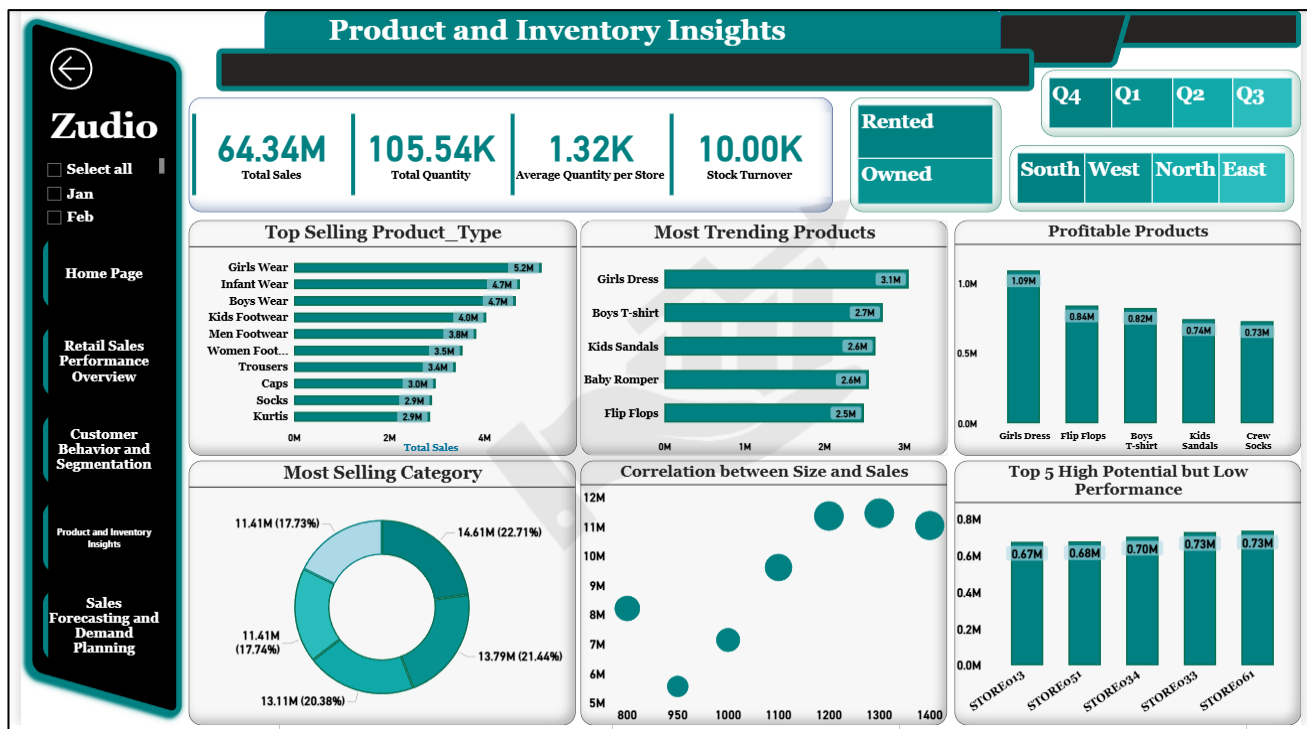 Product and Inventory Insights
Zudio
Select all
Jan
Feb
Home Page
Retail Sales
Performance
Overview
Customer
Behavior and
Segmentation
Product and Inventory
Insights
Sales
Forecasting and
Demand
Planning
64.34M
Total Sales
105.54K
Total Quantity
1.32K
Average Quantity per Store
10.00K
Stock Turnover
Rented
Owned
Q4 Q1 Q2 Q3
South West North East
Top Selling Product_Type
Girls Wear 5.2M
Infant Wear 4.7M
Boys Wear 4.7M
Kids Footwear 4.0M
Men Footwear 3.8M
Women Foot... 3.5M
Trousers 3.4M
Caps 3.0M
Socks 2.9M
Kurtis 2.9M
0M 2M 4M
Total Sales
Most Trending Products
Girls Dress 3.1M
Boys T-shirt 2.7M
Kids Sandals 2.6M
Baby Romper 2.6M
Flip Flops 2.5M
0M 1M 2M 3M
Profitable Products
1.0M
0.5M
0.0M
1.09M 0.84M 0.82M 0.74M 0.73M
Girls Dress Flip Flops Boys Kids Crew
T-shirt Sandals Socks
Most Selling Category
11.41M (17.73%)
14.61M (22.71%)
11.41M
(17.74%)
13.79M (21.44%)
13.11M (20.38%)
Correlation between Size and Sales
12M
11M
10M
9M
8M
7M
6M
5M
800 950 1000 1100 1200 1300 1400
Top 5 High Potential but Low
Performance
0.8M
0.6M
0.4M
0.2M
0.0M
0.67M 0.68M 0.70M 0.73M 0.73M
STORE013 STORE051 STORE034 STORE033 STORE061